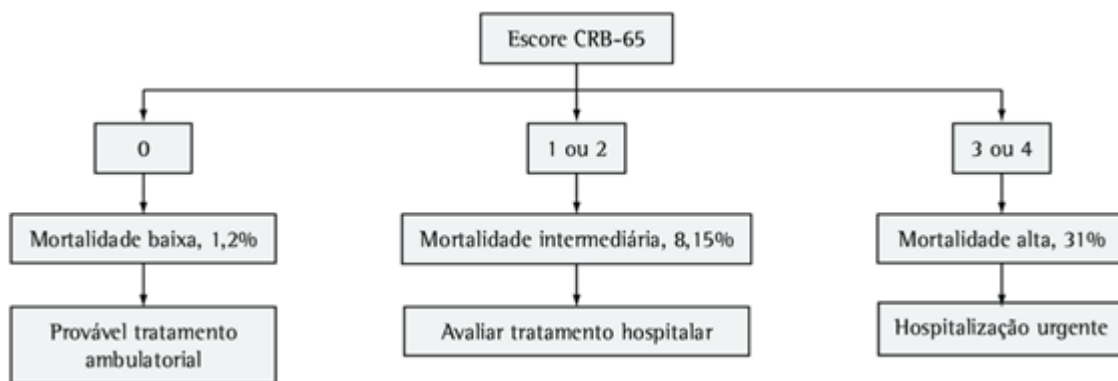 Escore CRB-65
0
1 ou 2
3 ou 4
Mortalidade baixa, 1,2%
Mortalidade intermediária, 8,15%
Mortalidade alta, 31%
Provável tratamento
ambulatorial
Avaliar tratamento hospitalar
Hospitalização urgente